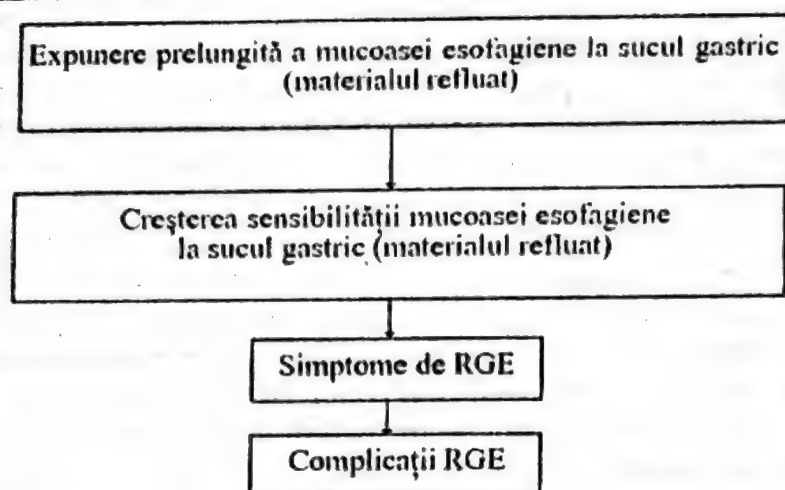 Expunere prelungită a mucoasei esofagiene la sucul gastric
(materialul refluat)
Creşterea sensibilităţii mucoasei esofagiene
la sucul gastric (materialul refluat)
Simptome de RGE
Complicaţii RGE